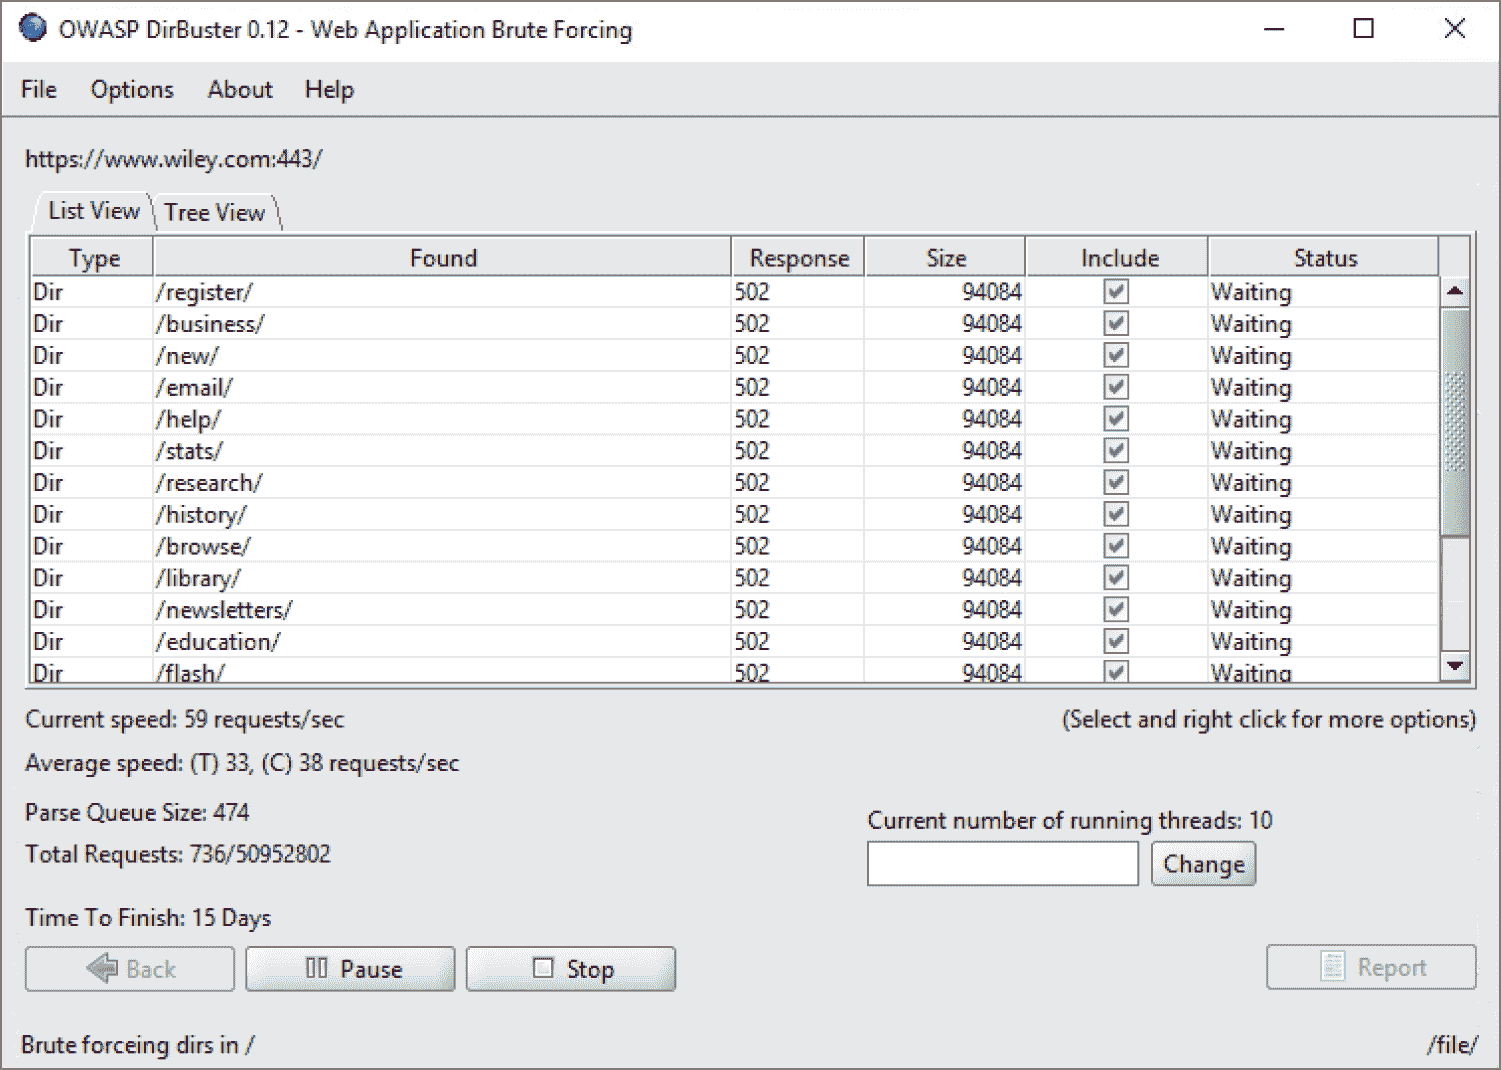 OWASP DirBuster 0.12 - Web Application Brute Forcing
File Options About Help
https://www.wiley.com:443/
List View Tree View
Type Found Response Size Include Status
Dir /register/ 502 94084 Waiting
Dir /business/ 502 94084 Waiting
Dir /new/ 502 94084 Waiting
Dir /email/ 502 94084 Waiting
Dir /help/ 502 94084 Waiting
Dir /stats/ 502 94084 Waiting
Dir /research/ 502 94084 Waiting
Dir /history/ 502 94084 Waiting
Dir /browse/ 502 94084 Waiting
Dir /library/ 502 94084 Waiting
Dir /newsletters/ 502 94084 Waiting
Dir /education/ 502 94084 Waiting
Dir /flash/ 502 94084 Waiting
Current speed: 59 requests/sec (Select and right click for more options)
Average speed: (T) 33, (C) 38 requests/sec
Parse Queue Size: 474
Current number of running threads: 10
Total Requests: 736/50952802
Change
Time To Finish: 15 Days
Back Pause Stop Report
Brute forceing dirs in / /file/